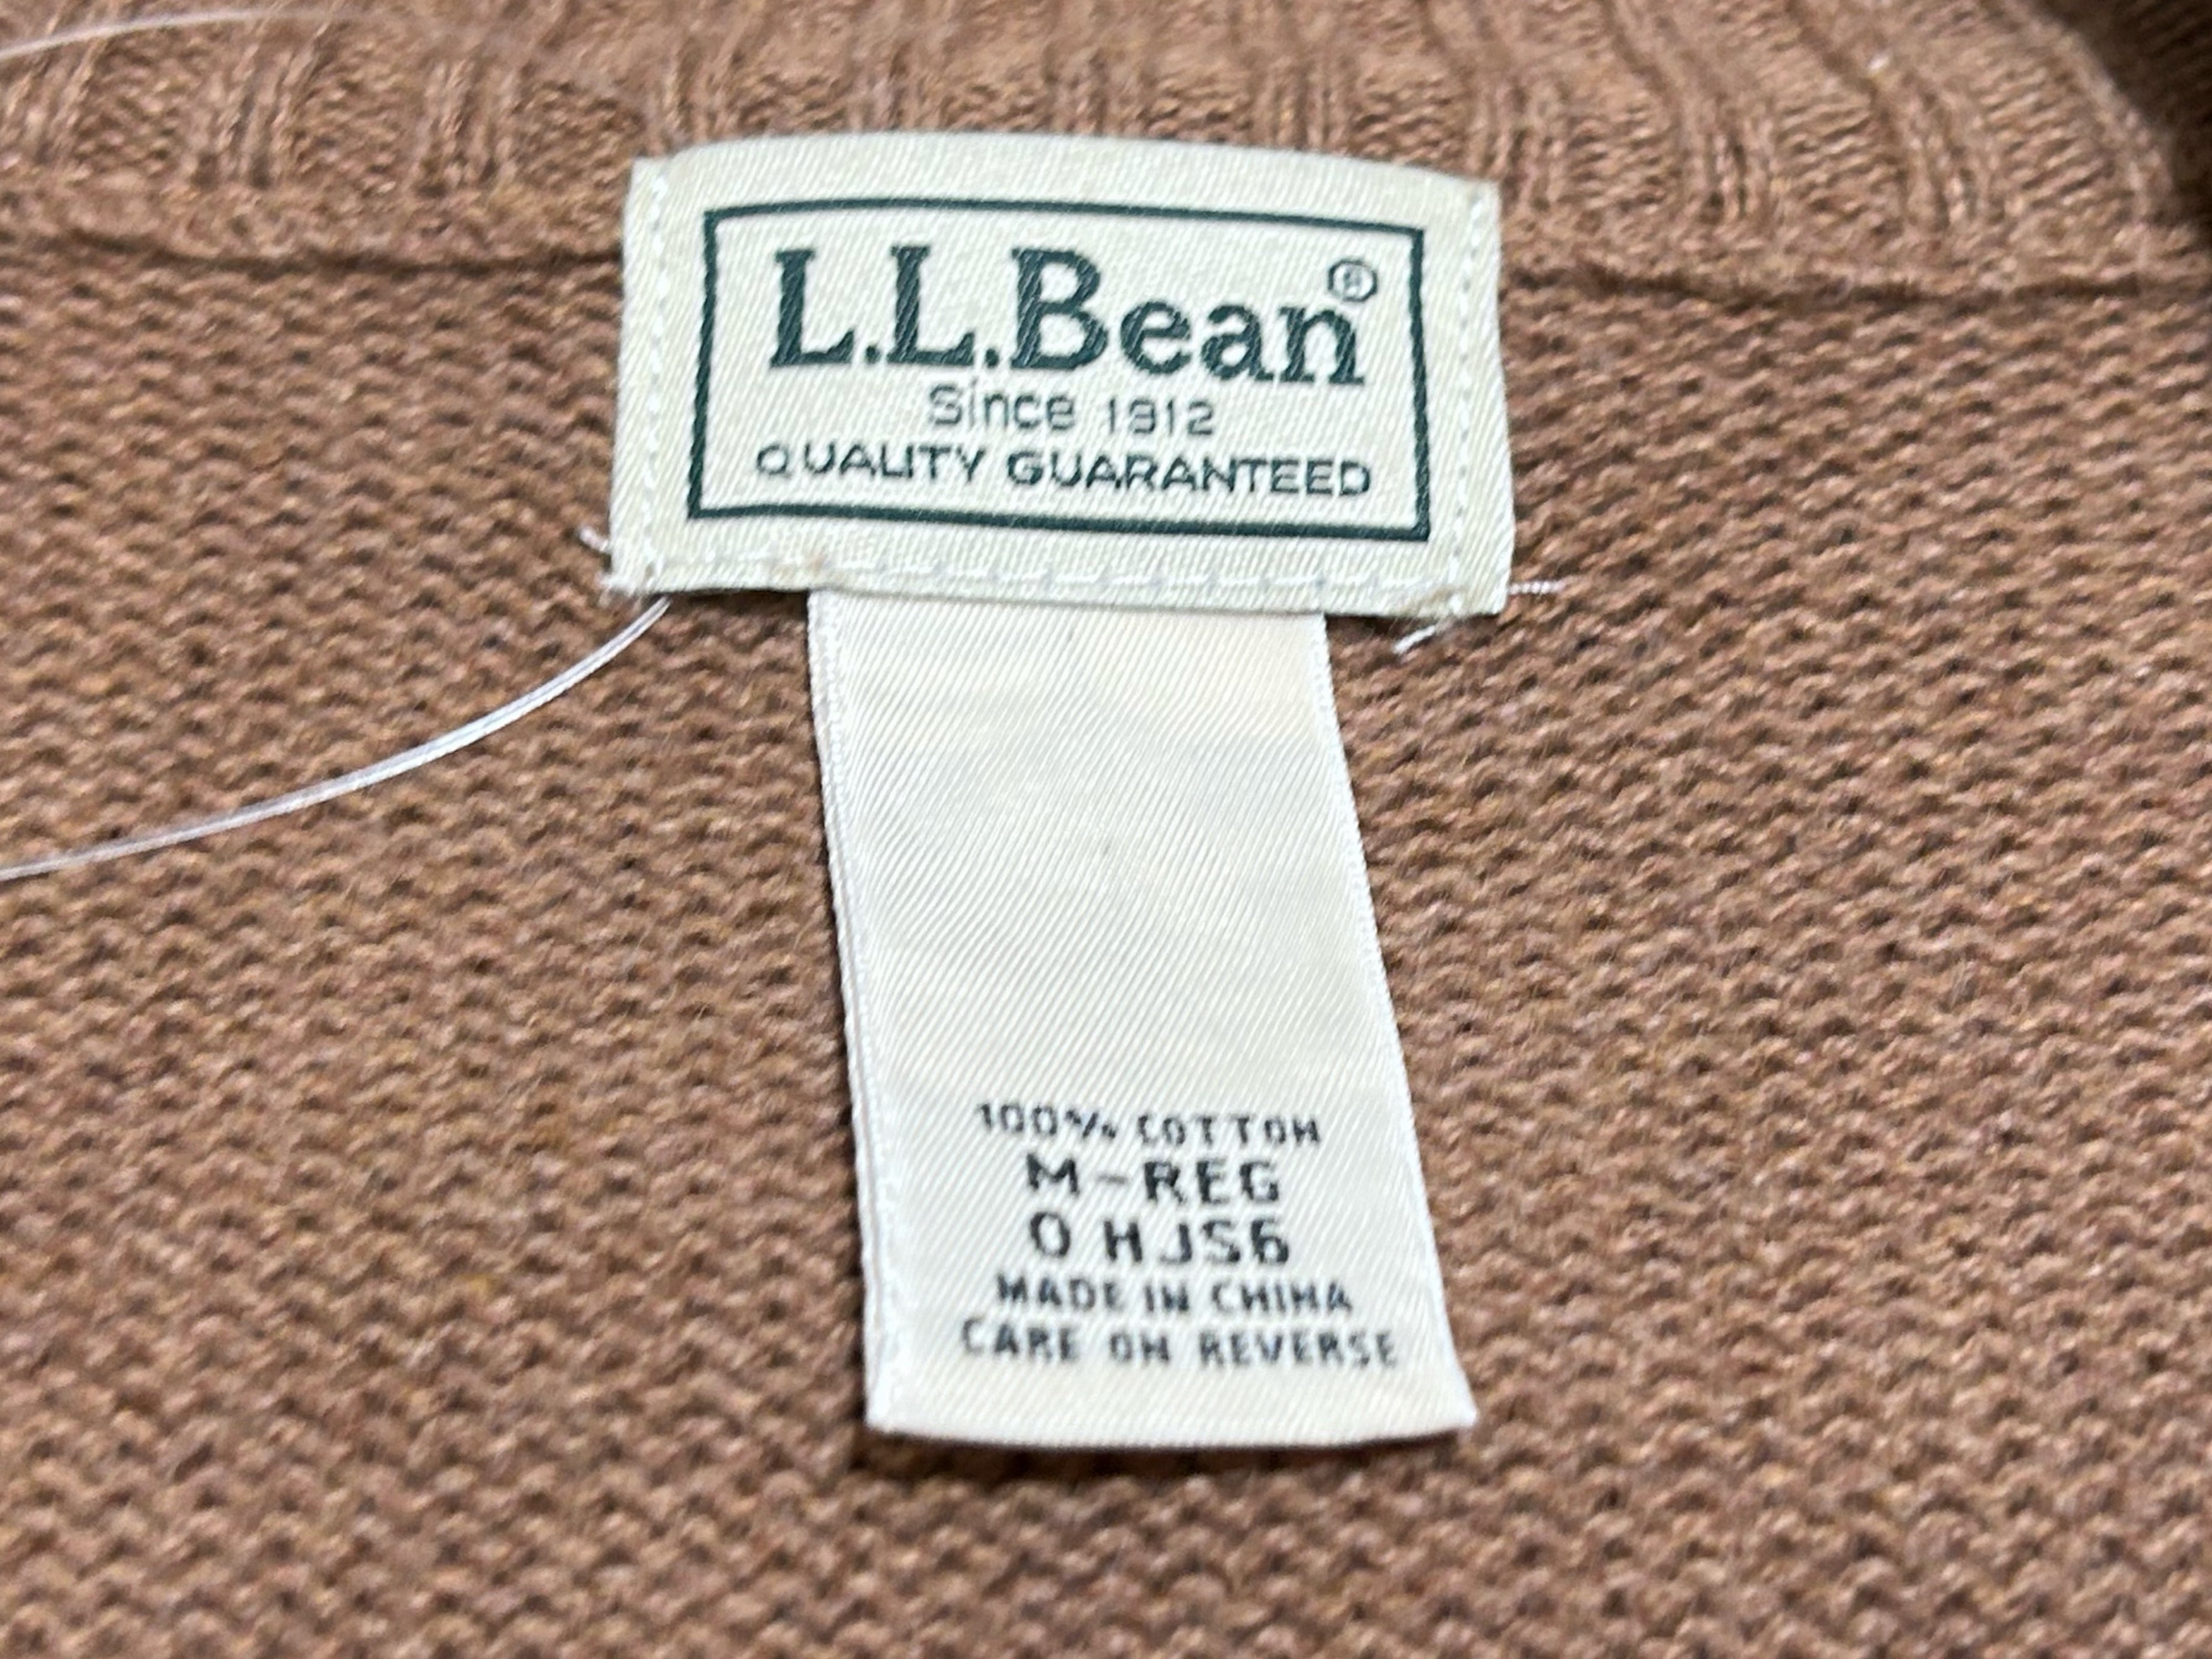 L.L.Bean®
Since 1912
QUALITY GUARANTEED
100% COTTON
M-REG
0 HJS6
MADE IN CHINA
CARE ON REVERSE